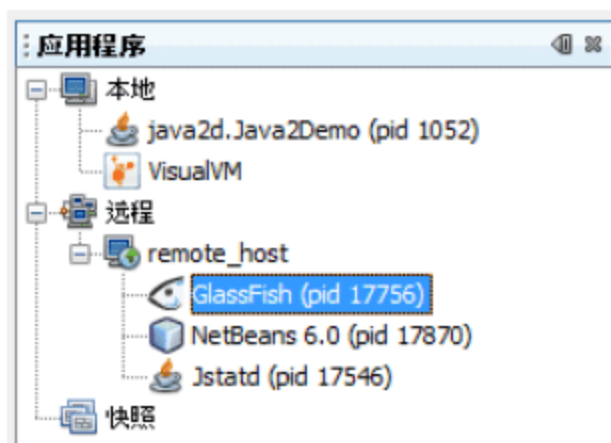 应用程序
本地
java2d.Java2Demo (pid 1052)
VisualVM
远程
remote_host
GlassFish (pid 17756)
NetBeans 6.0 (pid 17870)
Jstatd (pid 17546)
快照